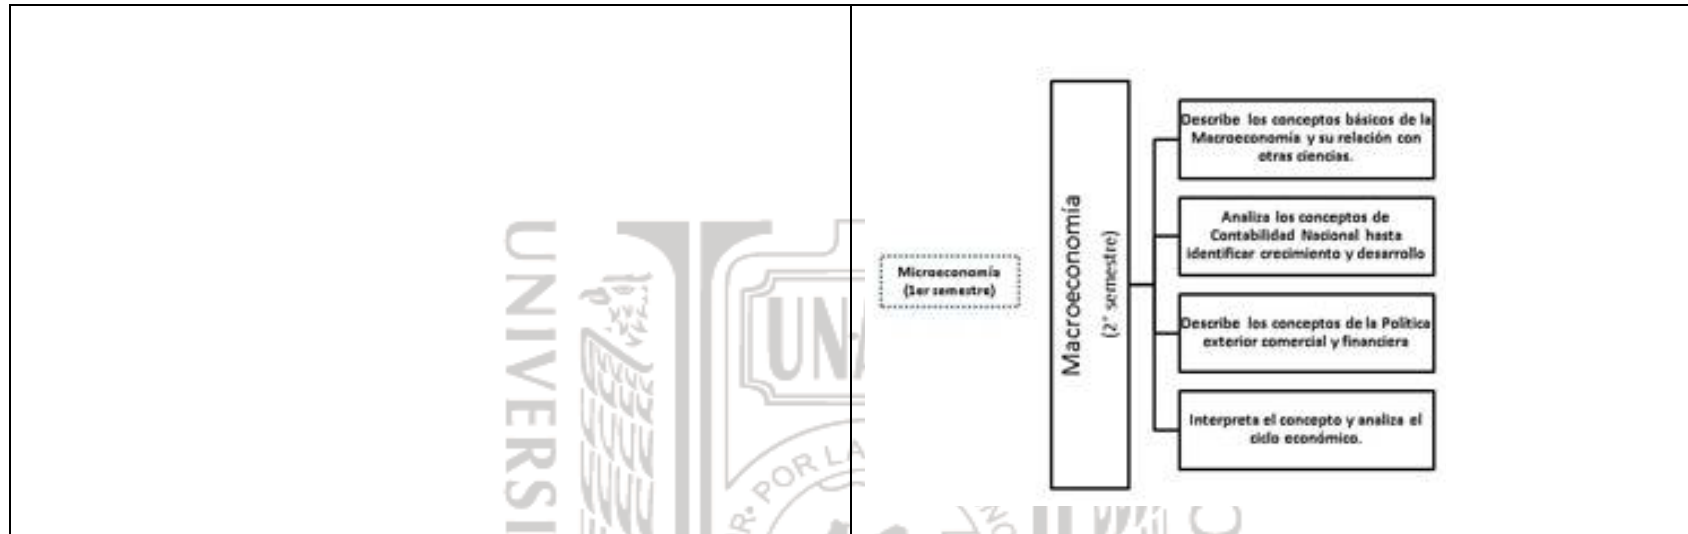 UNIVERSI
UNA
POR LA
R.
Microeconomía
(1er semestre)
Macroeconomía
(2° semestre)
Describe los conceptos básicos de la
Macroeconomía y su relación con
otras ciencias.
Analiza los conceptos de
Contabilidad Nacional hasta
identificar crecimiento y desarrollo
Describe los conceptos de la Política
exterior comercial y financiera
Interpreta el concepto y analiza el
ciclo económico.